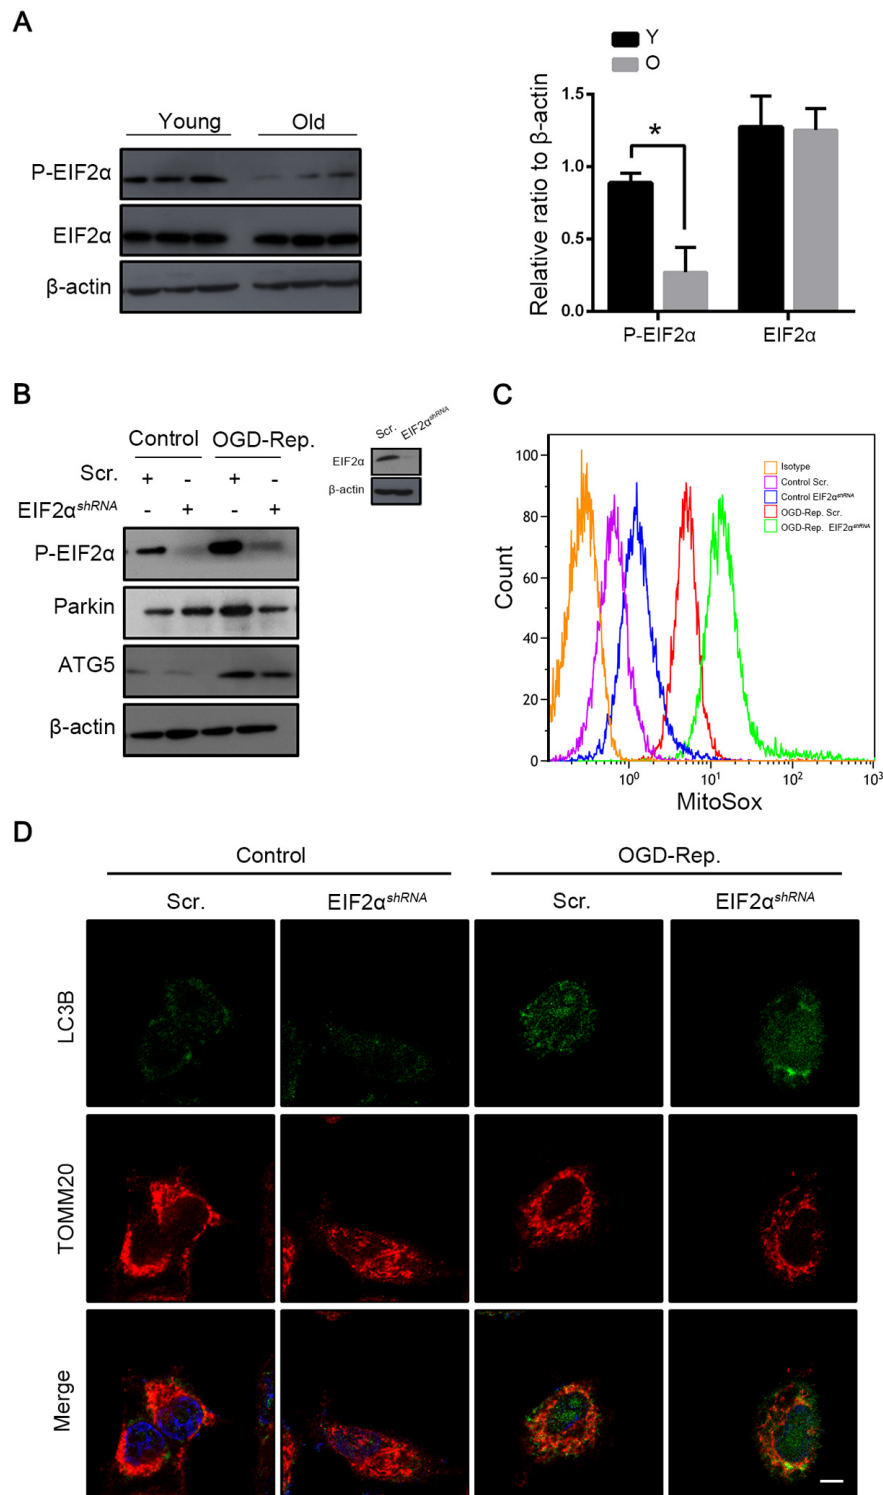 A
Y
O
Young Old
P-EIF2α
EIF2α
β-actin
Relative ratio to β-actin
1.5
1.0
0.5
0.0
*
P-EIF2α EIF2α
B
Control OGD-Rep.
Scr. + - + -
EIF2α^shRNA - + - +
P-EIF2α
Parkin
ATG5
β-actin
Scr. EIF2α^shRNA
EIF2α
β-actin
C
Isotype
Control Scr.
Control EIF2α^shRNA
OGD-Rep. Scr.
OGD-Rep. EIF2α^shRNA
Count
100
80
60
40
20
0
10^0 10^1 10^2 10^3
MitoSox
D
Control OGD-Rep.
Scr. EIF2α^shRNA Scr. EIF2α^shRNA
LC3B
TOMM20
Merge